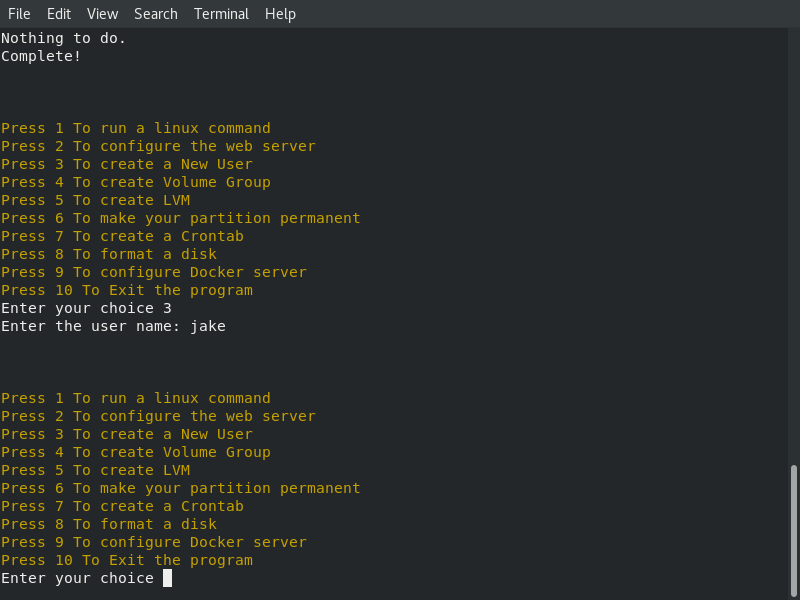 File Edit View Search Terminal Help
Nothing to do.
Complete!
Press 1 To run a linux command
Press 2 To configure the web server
Press 3 To create a New User
Press 4 To create Volume Group
Press 5 To create LVM
Press 6 To make your partition permanent
Press 7 To create a Crontab
Press 8 To format a disk
Press 9 To configure Docker server
Press 10 To Exit the program
Enter your choice 3
Enter the user name: jake
Press 1 To run a linux command
Press 2 To configure the web server
Press 3 To create a New User
Press 4 To create Volume Group
Press 5 To create LVM
Press 6 To make your partition permanent
Press 7 To create a Crontab
Press 8 To format a disk
Press 9 To configure Docker server
Press 10 To Exit the program
Enter your choice